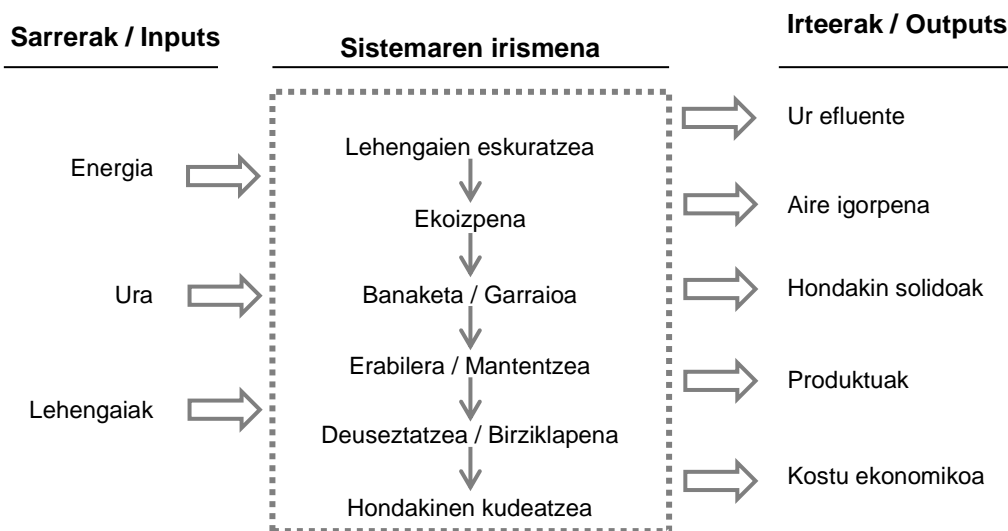 Sarrerak / Inputs
Sistemaren irismena
Irteerak / Outputs
Energia
Ura
Lehengaiak
Lehengaien eskuratzea
Ekoizpena
Banaketa / Garraioa
Erabilera / Mantentzea
Deuseztatzea / Birziklapena
Hondakinen kudeatzea
Ur efluente
Aire igorpena
Hondakin solidoak
Produktuak
Kostu ekonomikoa